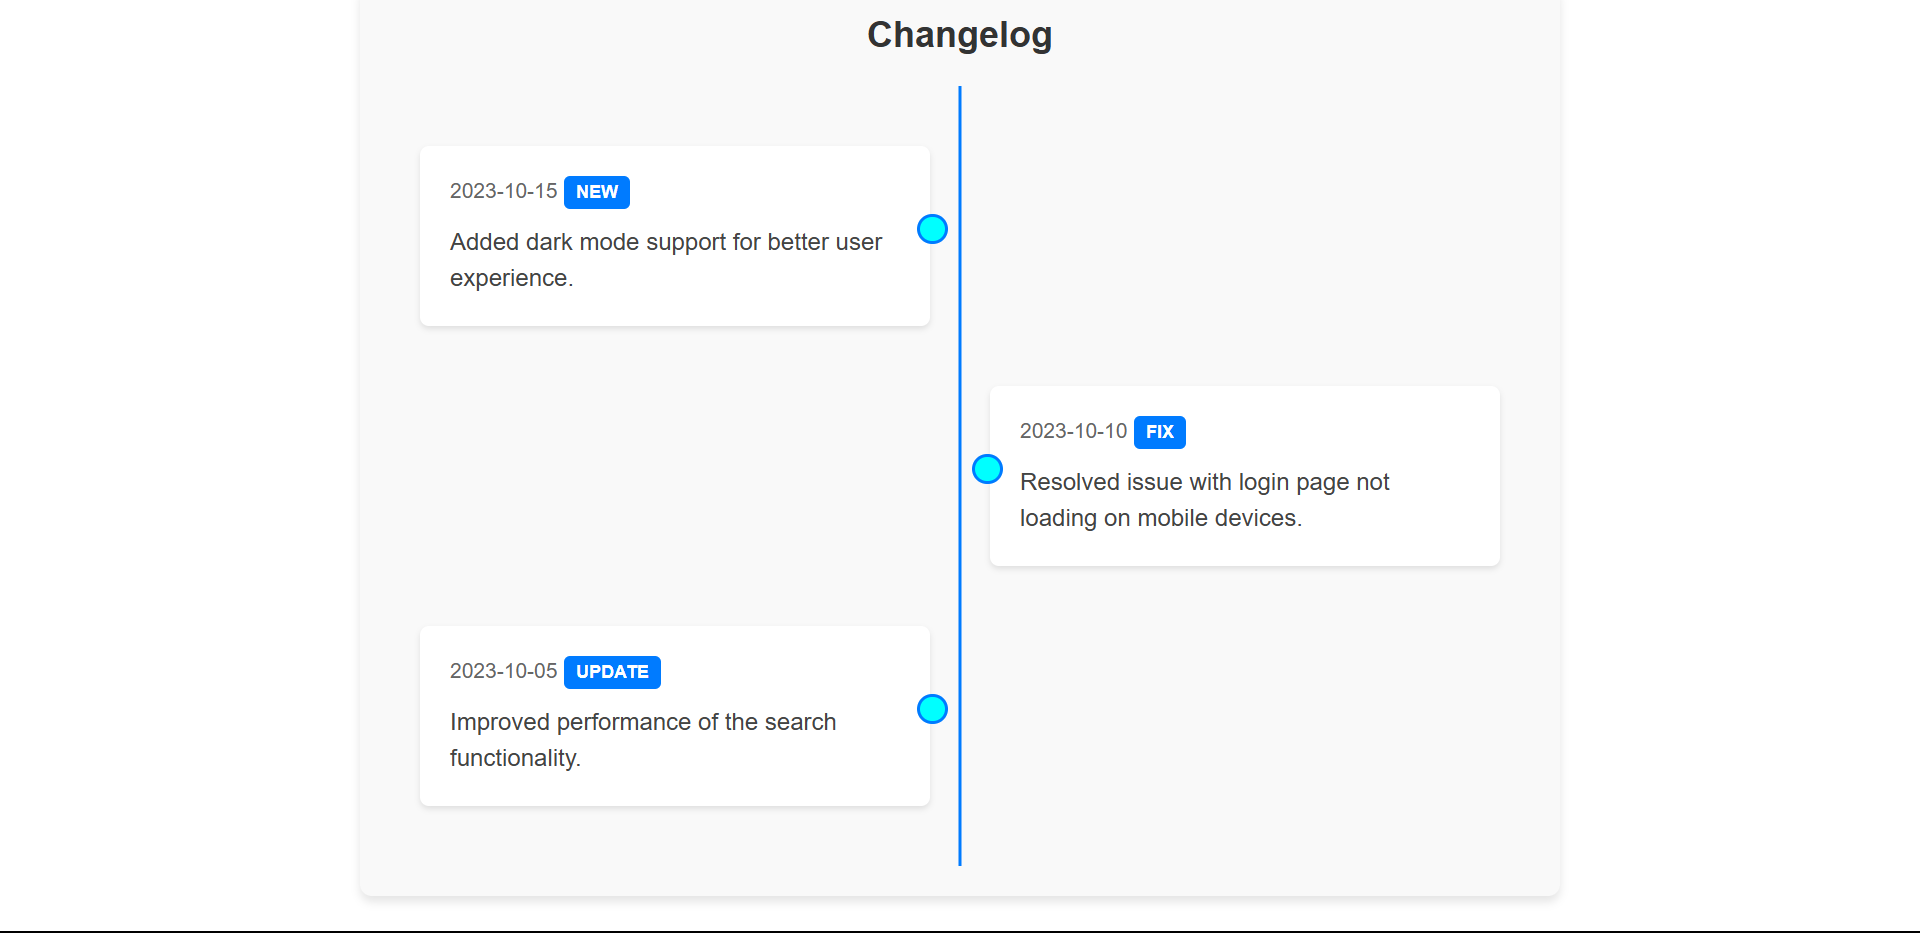 Changelog
2023-10-15 NEW
Added dark mode support for better user
experience.
2023-10-10 FIX
Resolved issue with login page not
loading on mobile devices.
2023-10-05 UPDATE
Improved performance of the search
functionality.